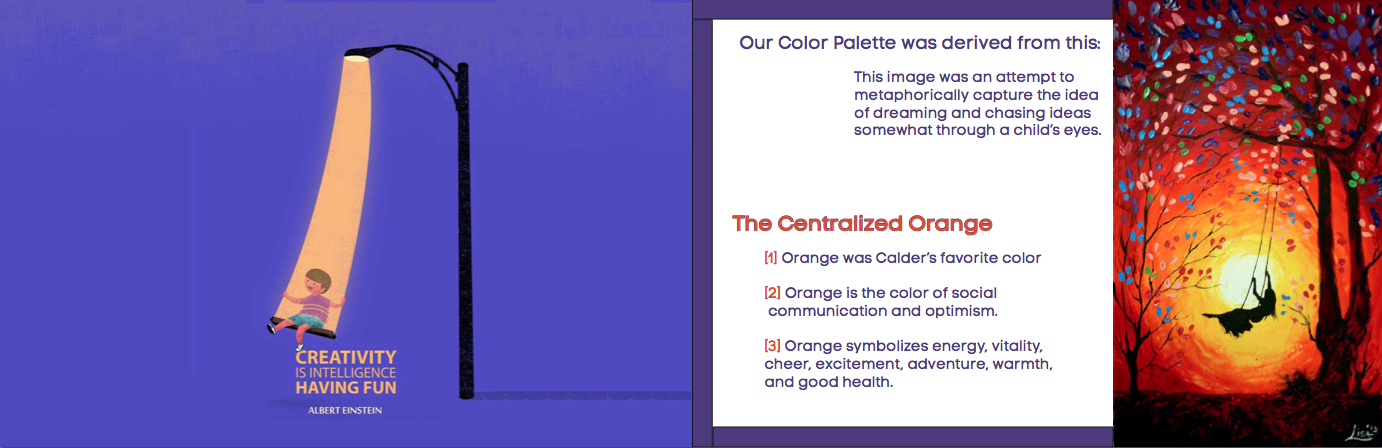 CREATIVITY
IS INTELLIGENCE
HAVING FUN
ALBERT EINSTEIN
Our Color Palette was derived from this:
This image was an attempt to
metaphorically capture the idea
of dreaming and chasing ideas
somewhat through a child's eyes.
The Centralized Orange
[1] Orange was Calder's favorite color
[2] Orange is the color of social
communication and optimism.
[3] Orange symbolizes energy, vitality,
cheer, excitement, adventure, warmth,
and good health.